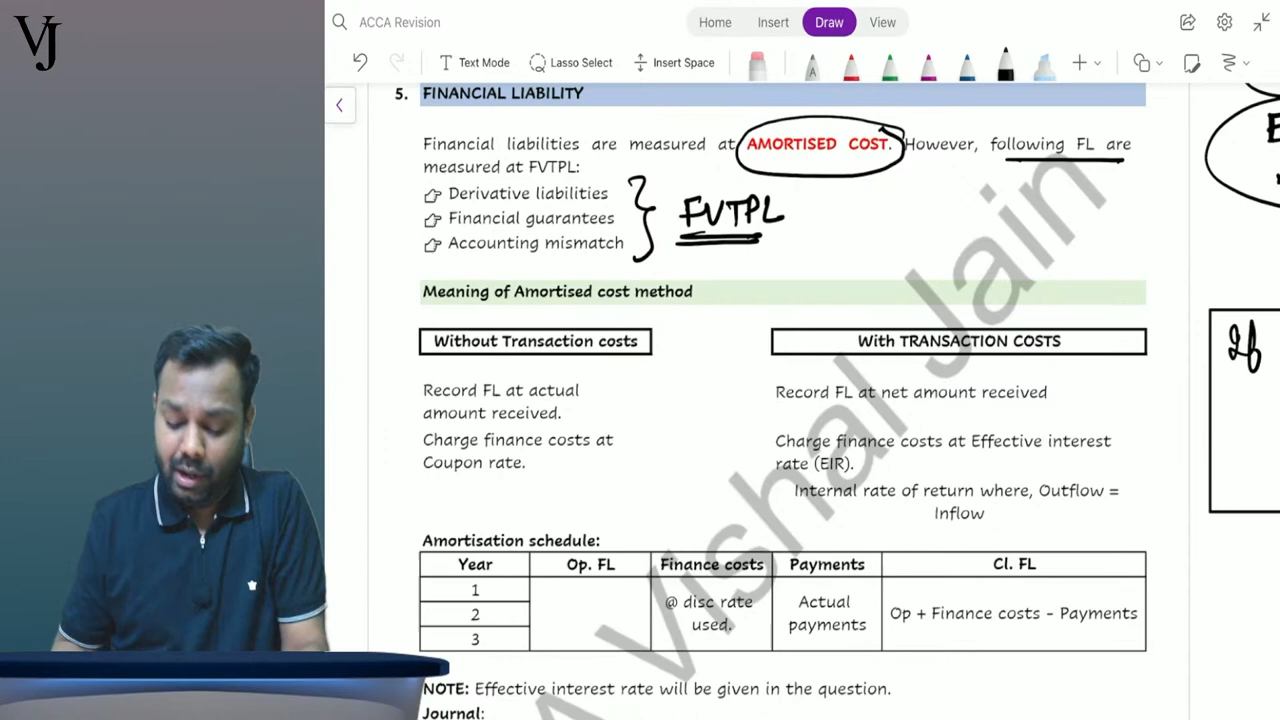 VJ
ACCA Revision
Home Insert Draw View
Text Mode Lasso Select Insert Space
5. FINANCIAL LIABILITY
Financial liabilities are measured at AMORTISED COST. However, following FL are
measured at FVTPL:
Derivative liabilities
Financial guarantees
Accounting mismatch
FVTPL
Meaning of Amortised cost method
Without Transaction costs
Record FL at actual
amount received.
Charge finance costs at
Coupon rate.
With TRANSACTION COSTS
Record FL at net amount received
Charge finance costs at Effective interest
rate (EIR).
Internal rate of return where, Outflow =
Inflow
Amortisation schedule:
Year Op. FL Finance costs Payments Cl. FL
1
2
3
@ disc rate
used.
Actual
payments
Op + Finance costs - Payments
NOTE: Effective interest rate will be given in the question.
Journal:
Vishal Jain
If